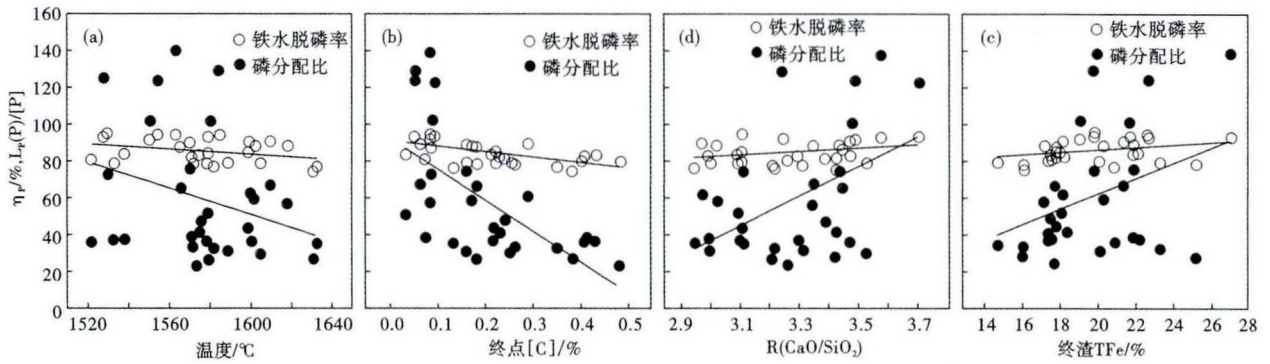 η_P/%,L_P(P)/[P]
160
140
120
100
80
60
40
20
0
(a)
○ 铁水脱磷率
● 磷分配比
1520 1560 1600 1640
温度/℃
(b)
○ 铁水脱磷率
● 磷分配比
0.0 0.1 0.2 0.3 0.4 0.5
终点[C]/%
(d)
○ 铁水脱磷率
● 磷分配比
2.9 3.1 3.3 3.5 3.7
R(CaO/SiO₂)
(c)
○ 铁水脱磷率
● 磷分配比
14 16 18 20 22 24 26 28
终渣TFe/%